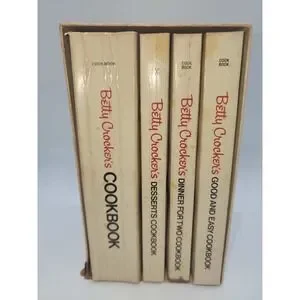 COOK BOOK
Betty Crocker's COOKBOOK
Betty Crocker's DESSERTS COOKBOOK
COOK
BOOK
Betty Crocker's DINNER FOR TWO COOKBOOK
COOK
BOOK
Betty Crocker's GOOD AND EASY COOKBOOK